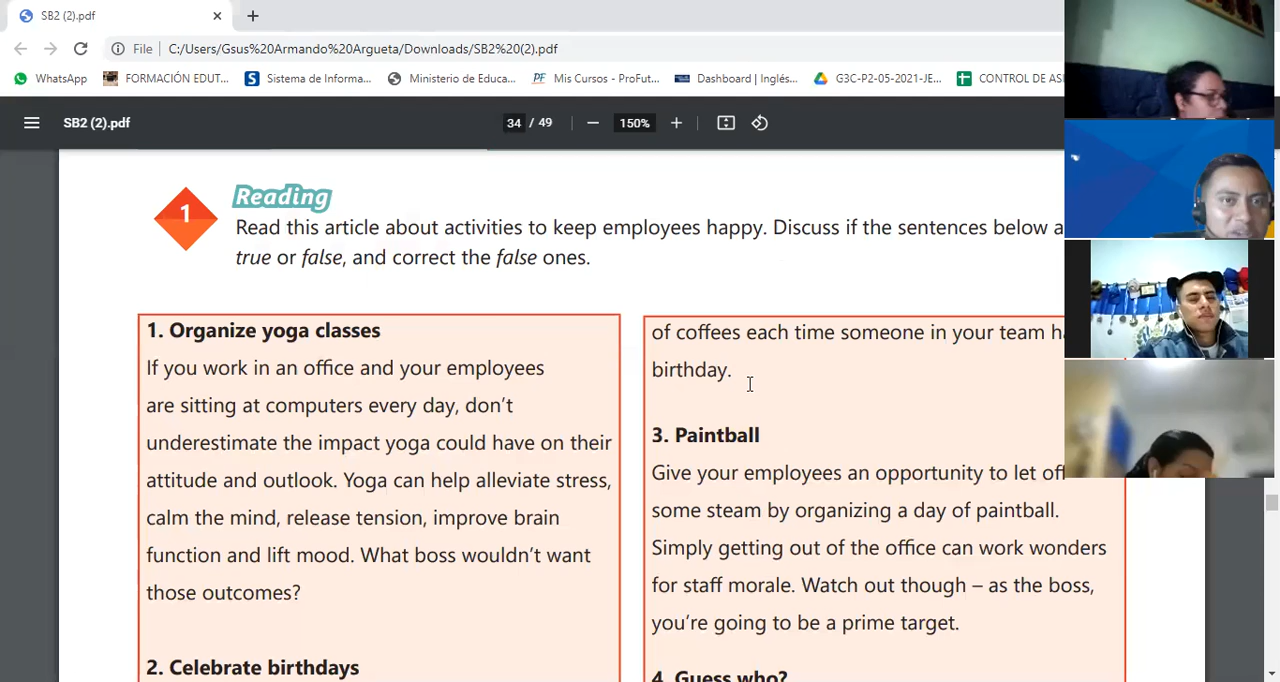 SB2 (2).pdf
File C:/Users/Gsus%20Armando%20Argueta/Downloads/SB2%20(2).pdf
WhatsApp FORMACIÓN EDUT... Sistema de Informa... Ministerio de Educa... PF Mis Cursos - ProFut... Dashboard | Inglés... G3C-P2-05-2021-JE... CONTROL DE AS
SB2 (2).pdf 34 / 49 150%
Reading
1
Read this article about activities to keep employees happy. Discuss if the sentences below a
true or false, and correct the false ones.
1. Organize yoga classes
If you work in an office and your employees
are sitting at computers every day, don't
underestimate the impact yoga could have on their
attitude and outlook. Yoga can help alleviate stress,
calm the mind, release tension, improve brain
function and lift mood. What boss wouldn't want
those outcomes?
2. Celebrate birthdays
of coffees each time someone in your team ha
birthday.
3. Paintball
Give your employees an opportunity to let off
some steam by organizing a day of paintball.
Simply getting out of the office can work wonders
for staff morale. Watch out though – as the boss,
you're going to be a prime target.
4. Guess who?